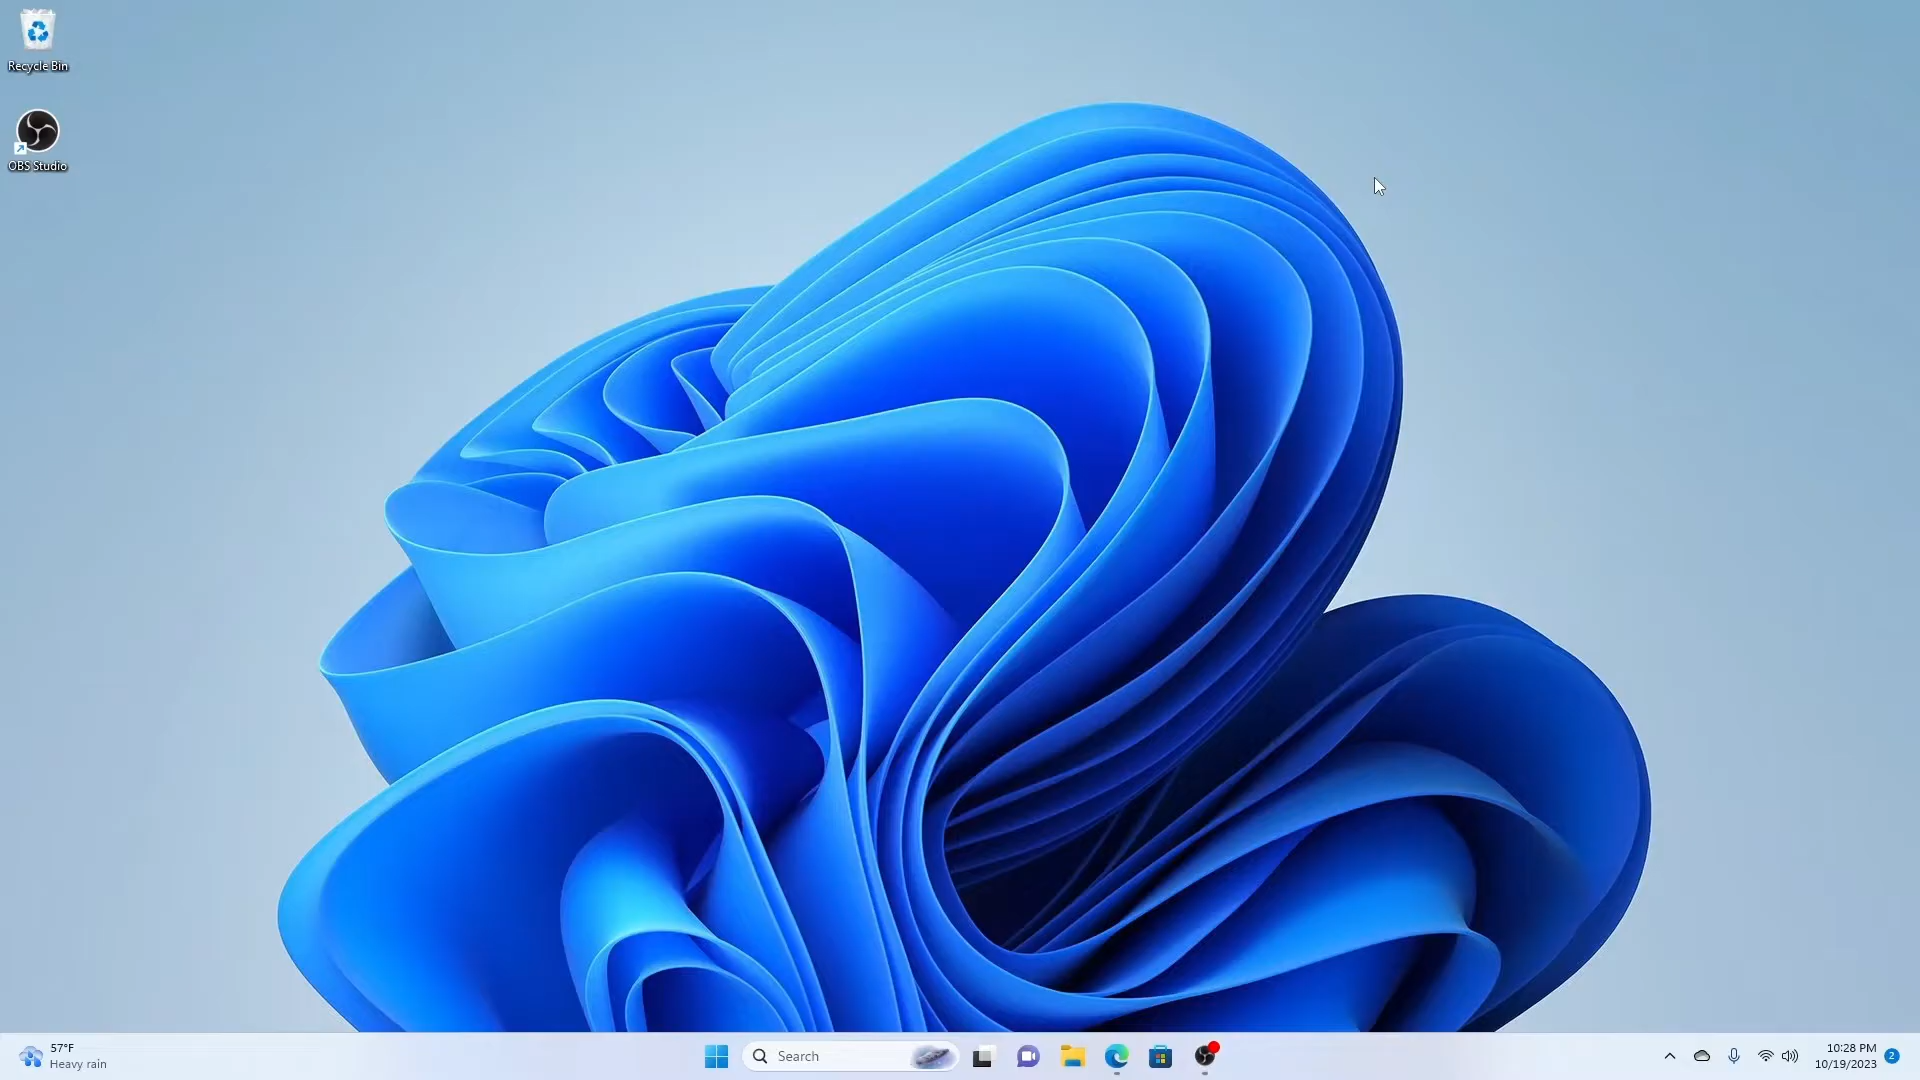 Recycle Bin
OBS Studio
57°F
Heavy rain
Search
10:28 PM
10/19/2023
2